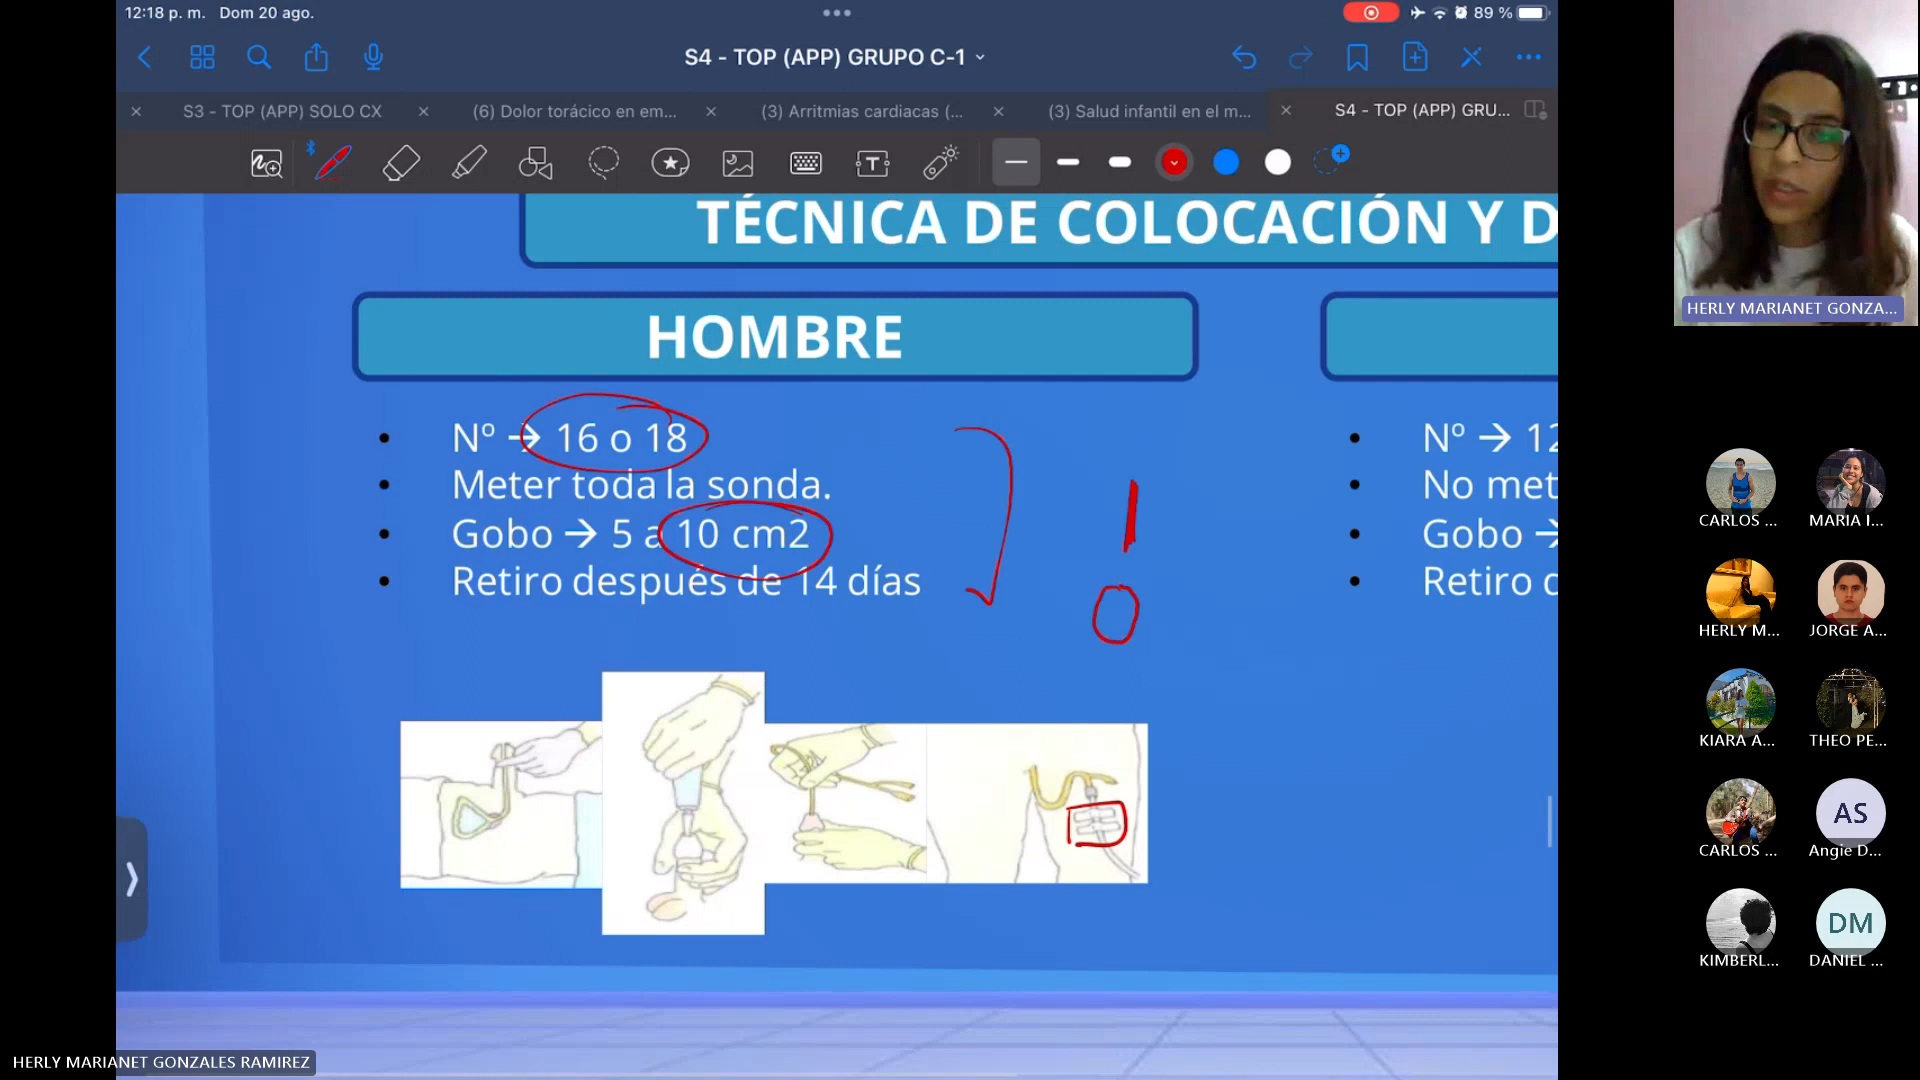 12:18 p. m. Dom 20 ago.
89 %
S4 - TOP (APP) GRUPO C-1
S3 - TOP (APP) SOLO CX
(6) Dolor torácico en em...
(3) Arritmias cardiacas (...
(3) Salud infantil en el m...
S4 - TOP (APP) GRU...
TÉCNICA DE COLOCACIÓN Y D
HOMBRE
Nº → 16 o 18
Meter toda la sonda.
Gobo → 5 a 10 cm2
Retiro después de 14 días
!
Nº → 12
No met
Gobo →
Retiro d
HERLY MARIANET GONZA...
CARLOS ...
MARIA I...
HERLY M...
JORGE A...
KIARA A...
THEO PE...
CARLOS ...
AS
Angie D...
KIMBERL...
DM
DANIEL ...
HERLY MARIANET GONZALES RAMIREZ